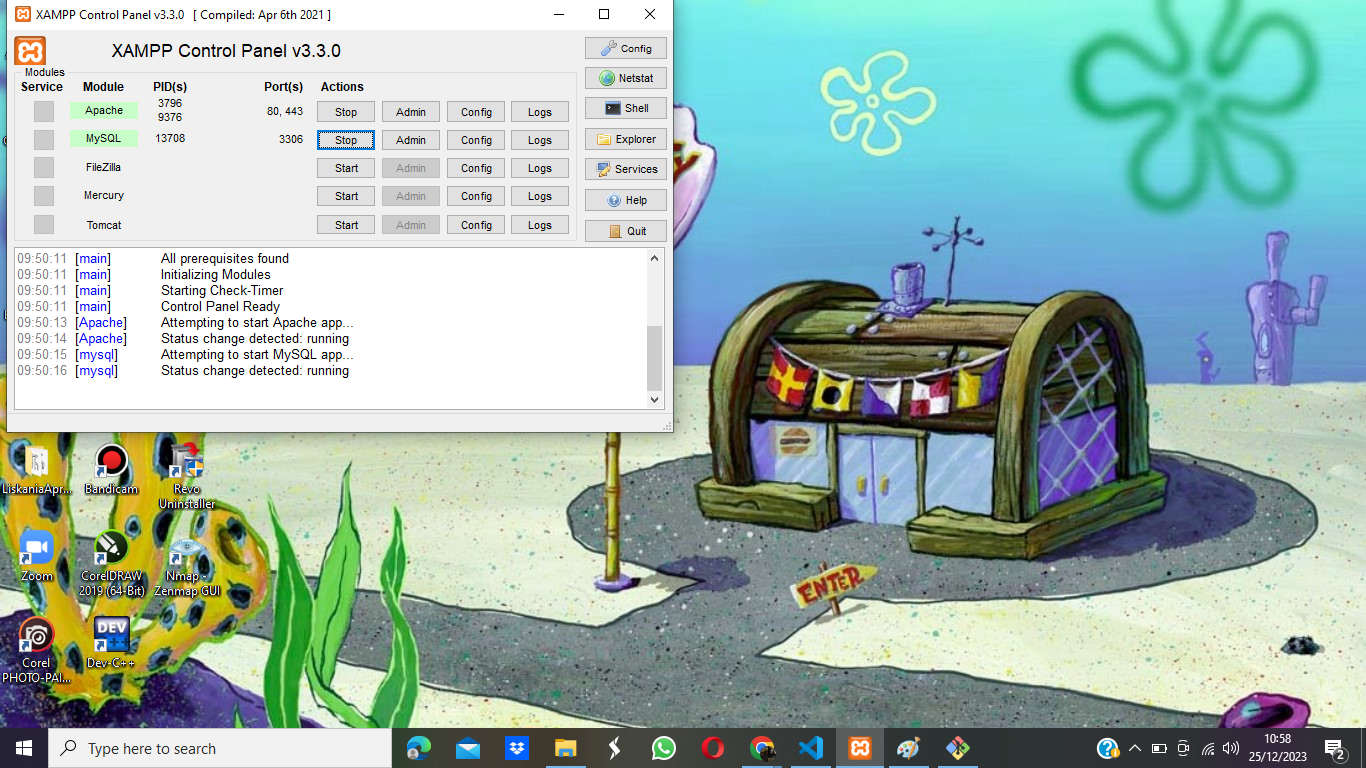 XAMPP Control Panel v3.3.0 [ Compiled: Apr 6th 2021 ]
XAMPP Control Panel v3.3.0
Config
Modules
Service Module PID(s) Port(s) Actions
Netstat
Apache 3796 9376 80, 443 Stop Admin Config Logs
Shell
MySQL 13708 3306 Stop Admin Config Logs
Explorer
FileZilla Start Admin Config Logs
Services
Mercury Start Admin Config Logs
Help
Tomcat Start Admin Config Logs
Quit
09:50:11 [main] All prerequisites found
09:50:11 [main] Initializing Modules
09:50:11 [main] Starting Check-Timer
09:50:11 [main] Control Panel Ready
09:50:13 [Apache] Attempting to start Apache app...
09:50:14 [Apache] Status change detected: running
09:50:15 [mysql] Attempting to start MySQL app...
09:50:16 [mysql] Status change detected: running
LiskaniaApr...
Bandicam
Revo
Uninstaller
Zoom
CorelDRAW
2019 (64-Bit)
Nmap -
Zenmap GUI
Corel
PHOTO-PAI...
DEV
Dev-C++
ENTER
Type here to search
10:58
25/12/2023
2